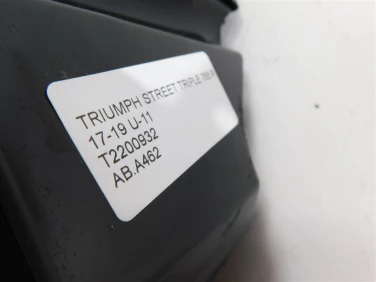 TRIUMPH STREET TRIPLE
17-19 U-11
T2200932
AB.A462